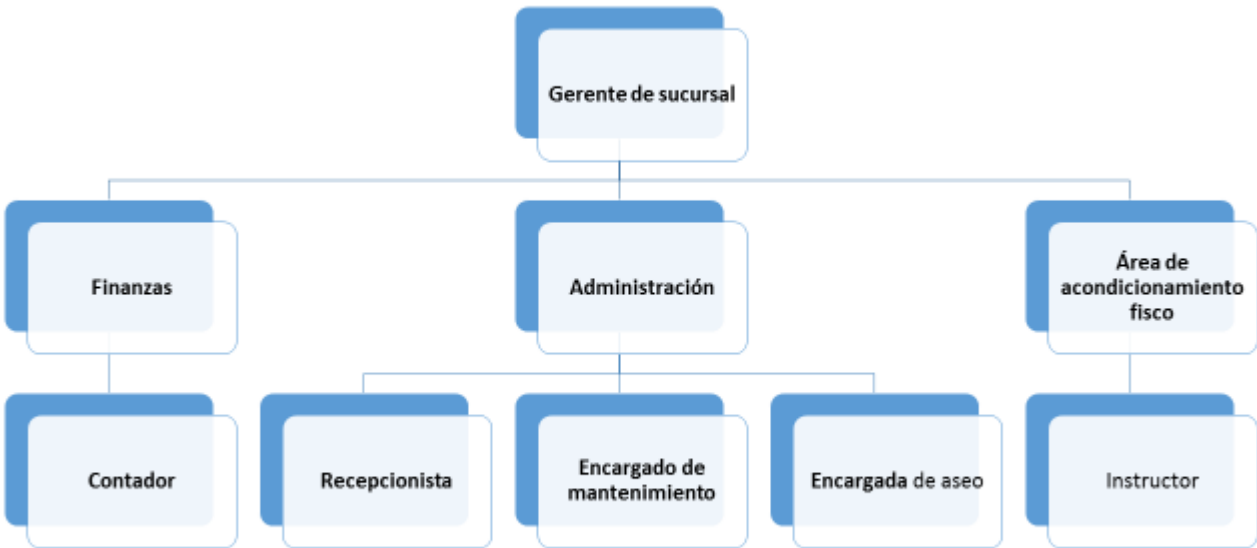 Gerente de sucursal
Finanzas
Administración
Área de
acondicionamiento
fisco
Contador
Recepcionista
Encargado de
mantenimiento
Encargada de aseo
Instructor